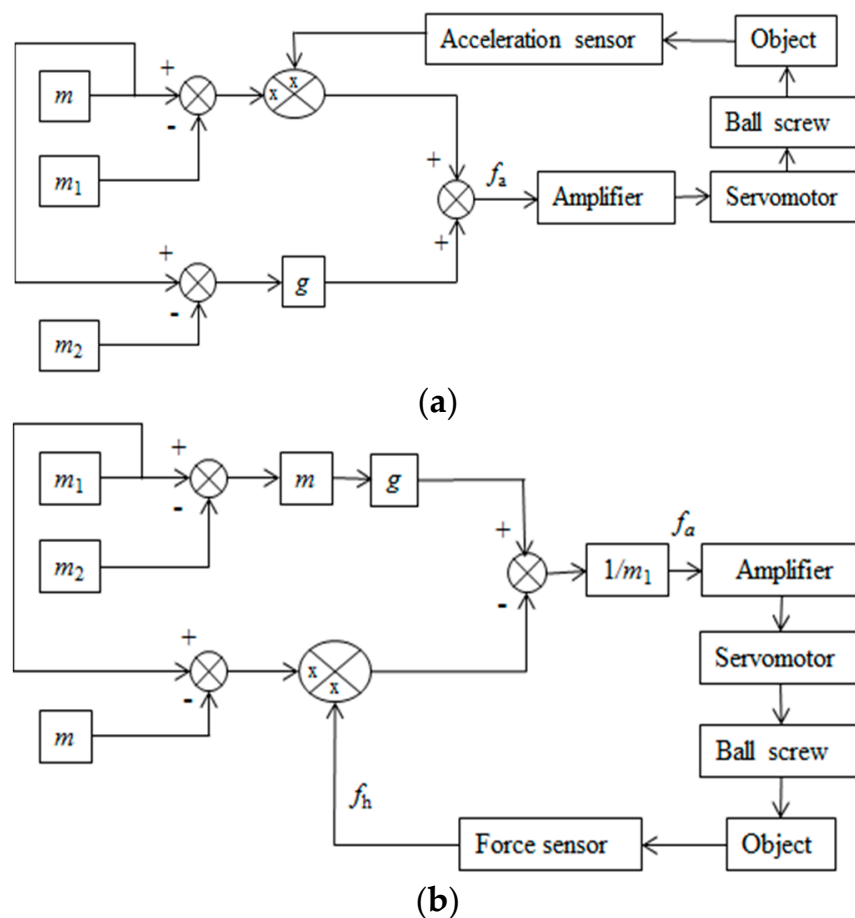 Acceleration sensor
Object
+
x
m
x
-
Ball screw
m₁
+
fₐ
Amplifier
Servomotor
+
+
g
-
m₂
(a)
+
m₁
m
g
-
+
fₐ
m₂
1/m₁
Amplifier
-
+
Servomotor
x
x
-
m
Ball screw
fₕ
Force sensor
Object
(b)